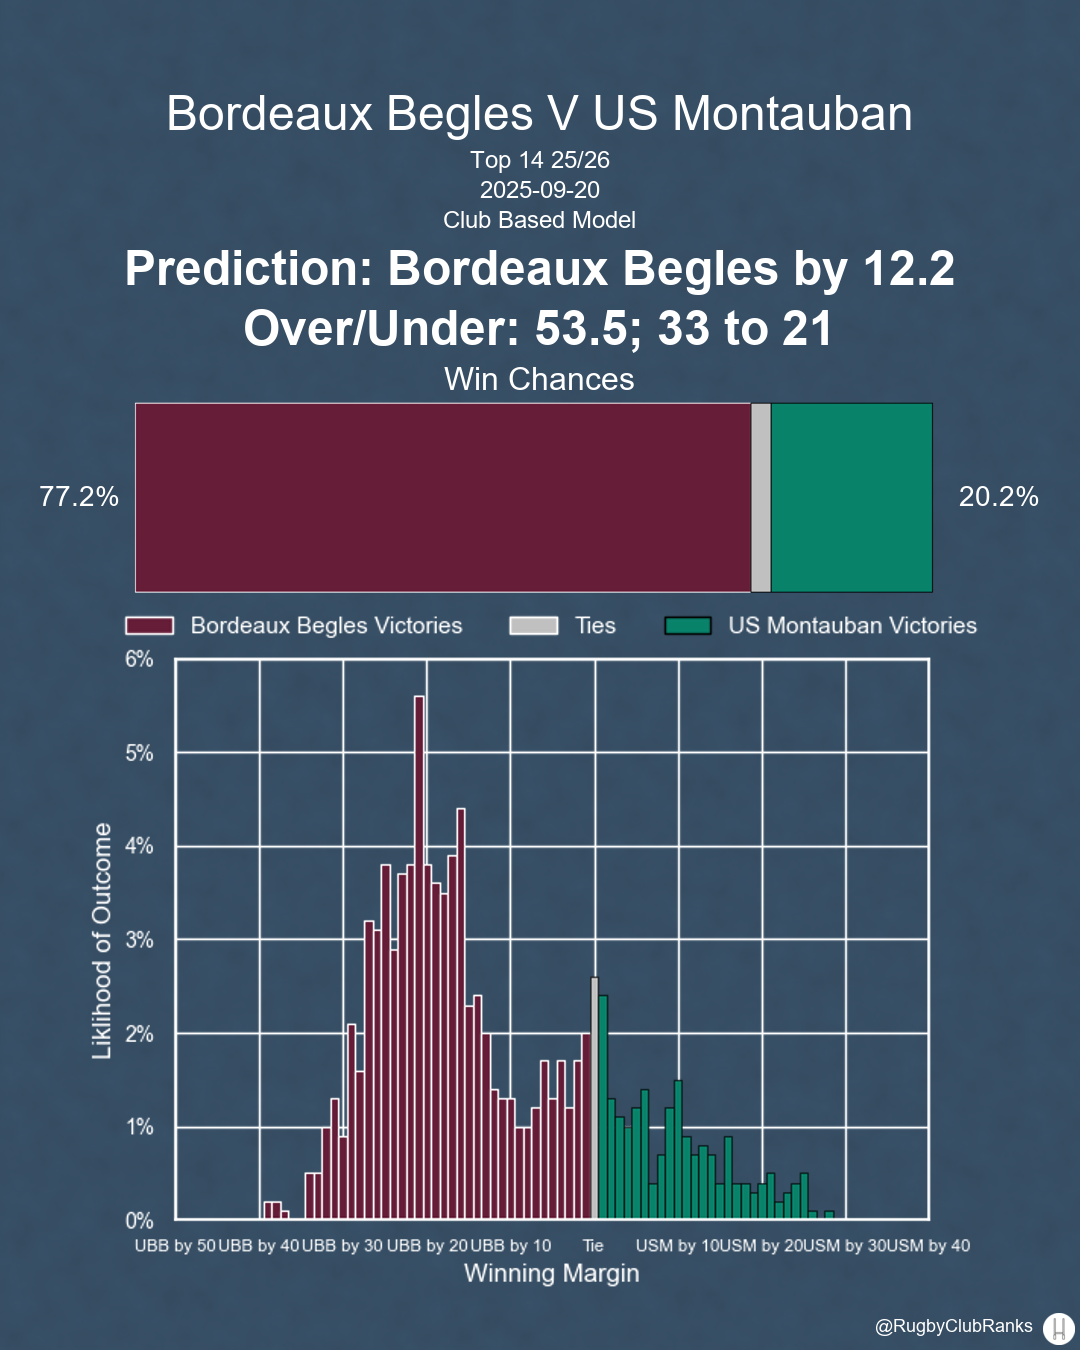 Bordeaux Begles V US Montauban
Top 14 25/26
2025-09-20
Club Based Model
Prediction: Bordeaux Begles by 12.2
Over/Under: 53.5; 33 to 21
Win Chances
77.2%
20.2%
Bordeaux Begles Victories
Ties
US Montauban Victories
6%
5%
4%
3%
2%
1%
0%
Liklihood of Outcome
UBB by 50 UBB by 40 UBB by 30 UBB by 20 UBB by 10 Tie USM by 10 USM by 20 USM by 30 USM by 40
Winning Margin
@RugbyClubRanks